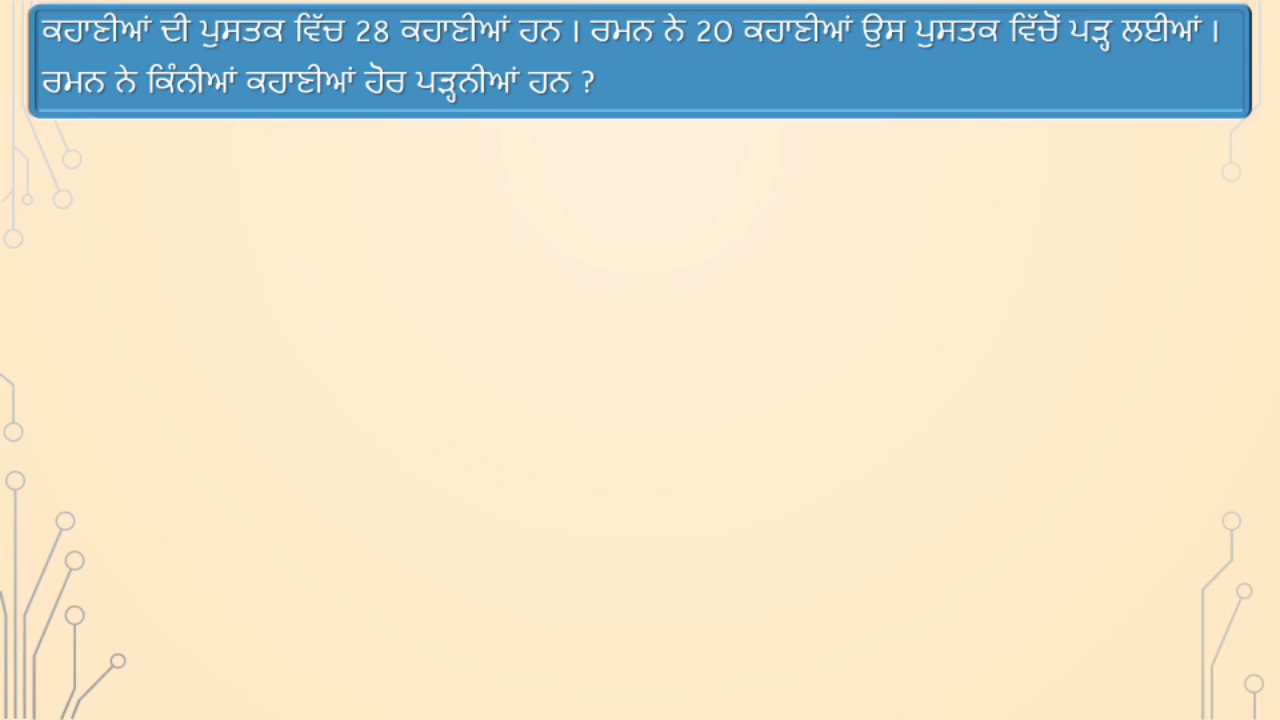 ਕਹਾਣੀਆਂ ਦੀ ਪੁਸਤਕ ਵਿੱਚ 28 ਕਹਾਣੀਆਂ ਹਨ । ਰਮਨ ਨੇ 20 ਕਹਾਣੀਆਂ ਉਸ ਪੁਸਤਕ ਵਿੱਚੋਂ ਪੜ੍ਹ ਲਈਆਂ ।
ਰਮਨ ਨੇ ਕਿੰਨੀਆਂ ਕਹਾਣੀਆਂ ਹੋਰ ਪੜ੍ਹਨੀਆਂ ਹਨ ?